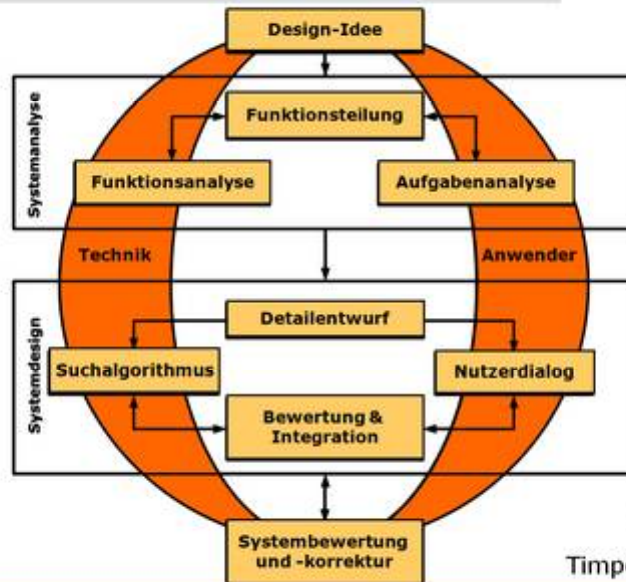 Design-Idee
Systemanalyse
Funktionsteilung
Funktionsanalyse
Aufgabenanalyse
Technik
Anwender
Systemdesign
Detailentwurf
Suchalgorithmus
Nutzerdialog
Bewertung &
Integration
Systembewertung
und -korrektur